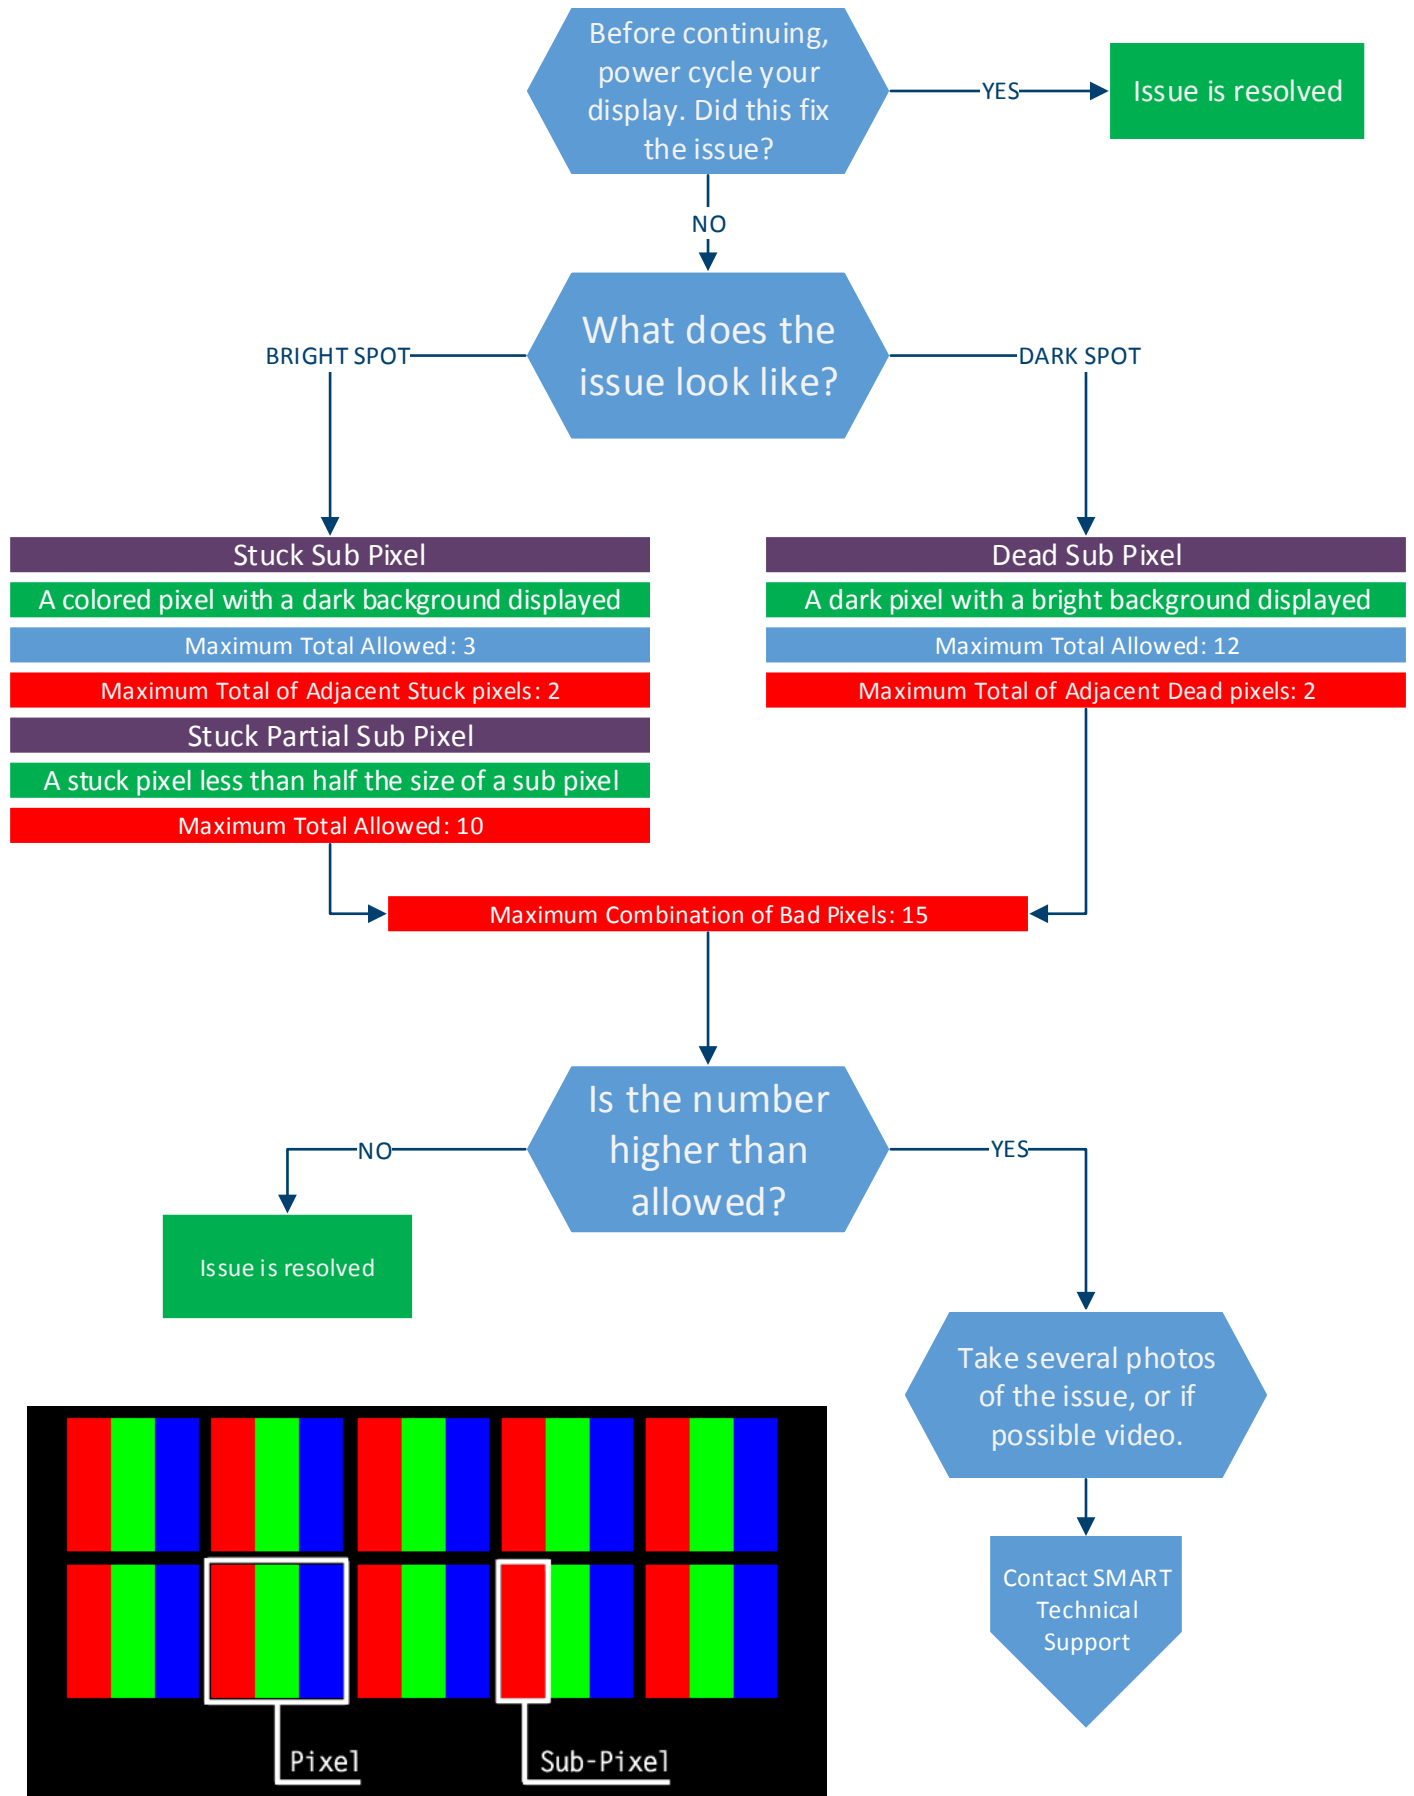 Before continuing,
power cycle your
display. Did this fix
the issue?
YES
Issue is resolved
NO
What does the
issue look like?
BRIGHT SPOT
DARK SPOT
Stuck Sub Pixel
A colored pixel with a dark background displayed
Maximum Total Allowed: 3
Maximum Total of Adjacent Stuck pixels: 2
Stuck Partial Sub Pixel
A stuck pixel less than half the size of a sub pixel
Maximum Total Allowed: 10
Dead Sub Pixel
A dark pixel with a bright background displayed
Maximum Total Allowed: 12
Maximum Total of Adjacent Dead pixels: 2
Maximum Combination of Bad Pixels: 15
Is the number
higher than
allowed?
NO
YES
Issue is resolved
Take several photos
of the issue, or if
possible video.
Contact SMART
Technical
Support
Pixel
Sub-Pixel